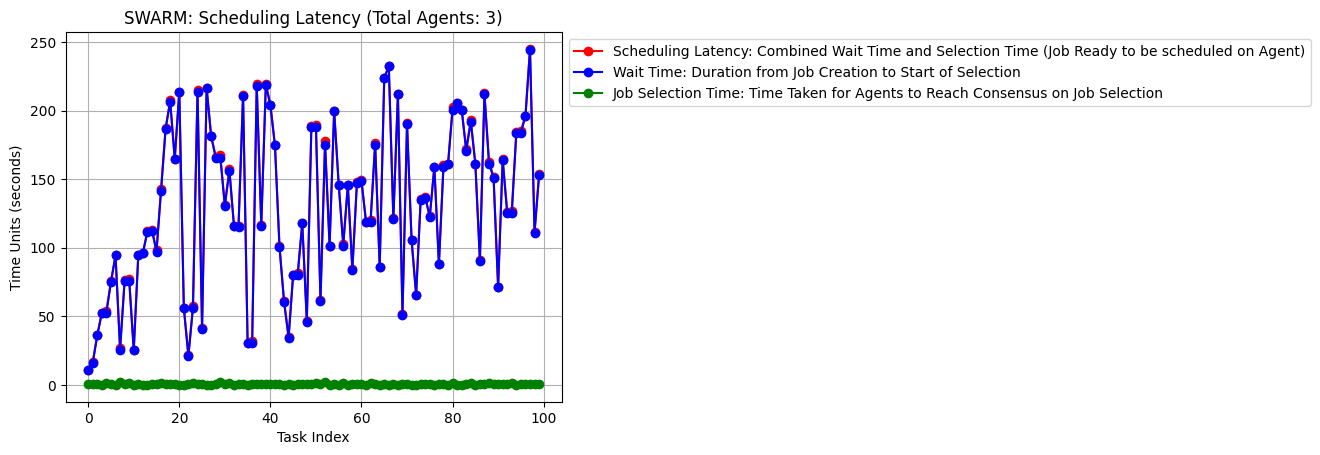 SWARM: Scheduling Latency (Total Agents: 3)
Scheduling Latency: Combined Wait Time and Selection Time (Job Ready to be scheduled on Agent)
Wait Time: Duration from Job Creation to Start of Selection
Job Selection Time: Time Taken for Agents to Reach Consensus on Job Selection
Time Units (seconds)
250
200
150
100
50
0
0 20 40 60 80 100
Task Index